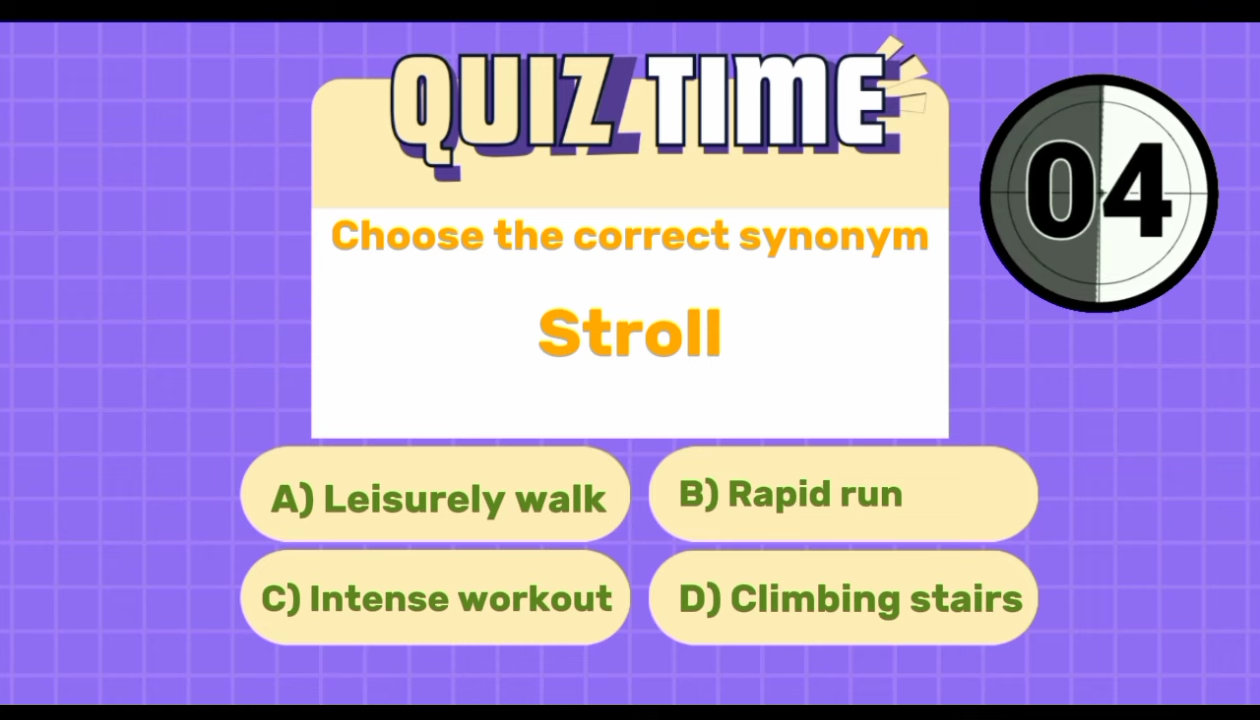 QUIZ TIME
04
Choose the correct synonym
Stroll
A) Leisurely walk
B) Rapid run
C) Intense workout
D) Climbing stairs